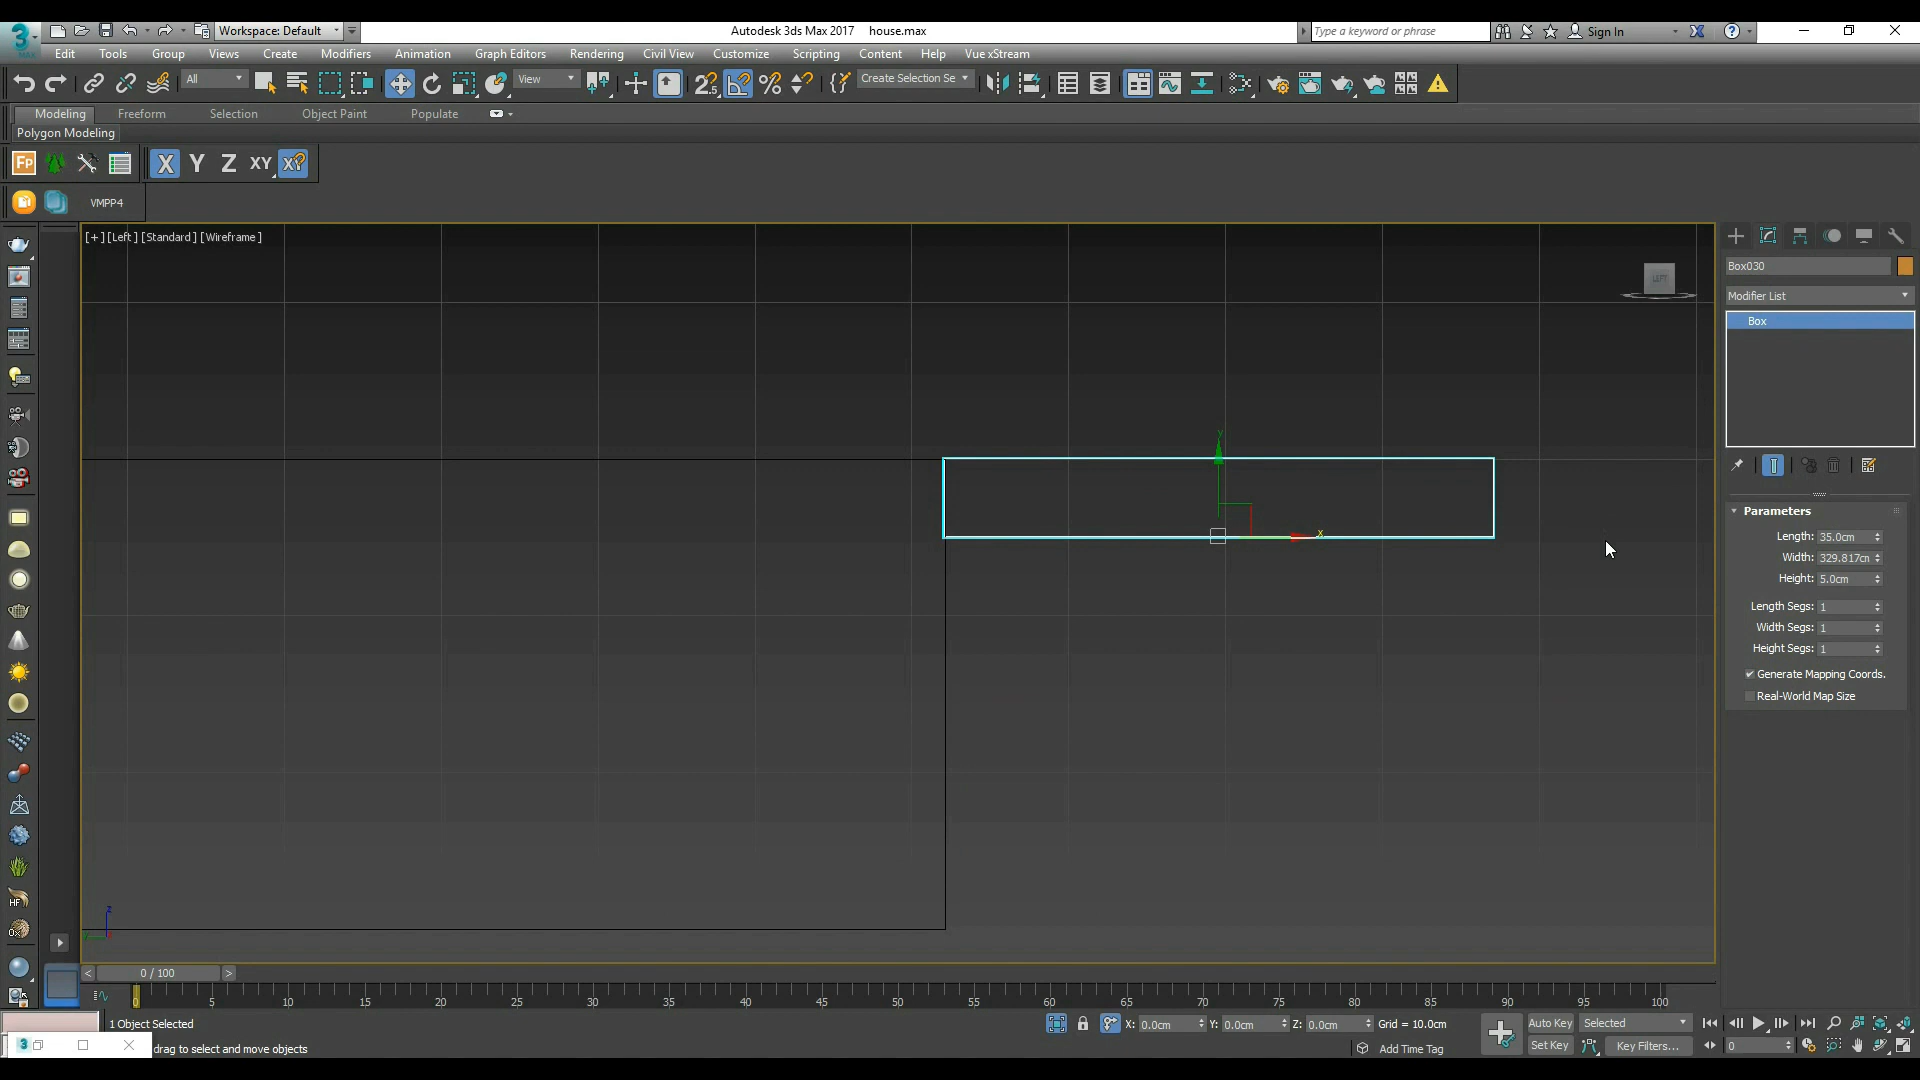 Workspace: Default
Autodesk 3ds Max 2017    house.max
Type a keyword or phrase
Sign In
Edit Tools Group Views Create Modifiers Animation Graph Editors Rendering Civil View Customize Scripting Content Help Vue xStream
All
View
Create Selection Se
Modeling Freeform Selection Object Paint Populate
Polygon Modeling
X Y Z XY
VMPP4
[+] [Left] [Standard] [Wireframe]
LEFT
Box030
Modifier List
Box
Parameters
Length: 35.0cm
Width: 329.817cm
Height: 5.0cm
Length Segs: 1
Width Segs: 1
Height Segs: 1
Generate Mapping Coords.
Real-World Map Size
y
x
z
0 / 100
0 5 10 15 20 25 30 35 40 45 50 55 60 65 70 75 80 85 90 95 100
1 Object Selected
X: 0.0cm Y: 0.0cm Z: 0.0cm Grid = 10.0cm
Auto Key Selected
drag to select and move objects
Add Time Tag
Set Key Key Filters... 0